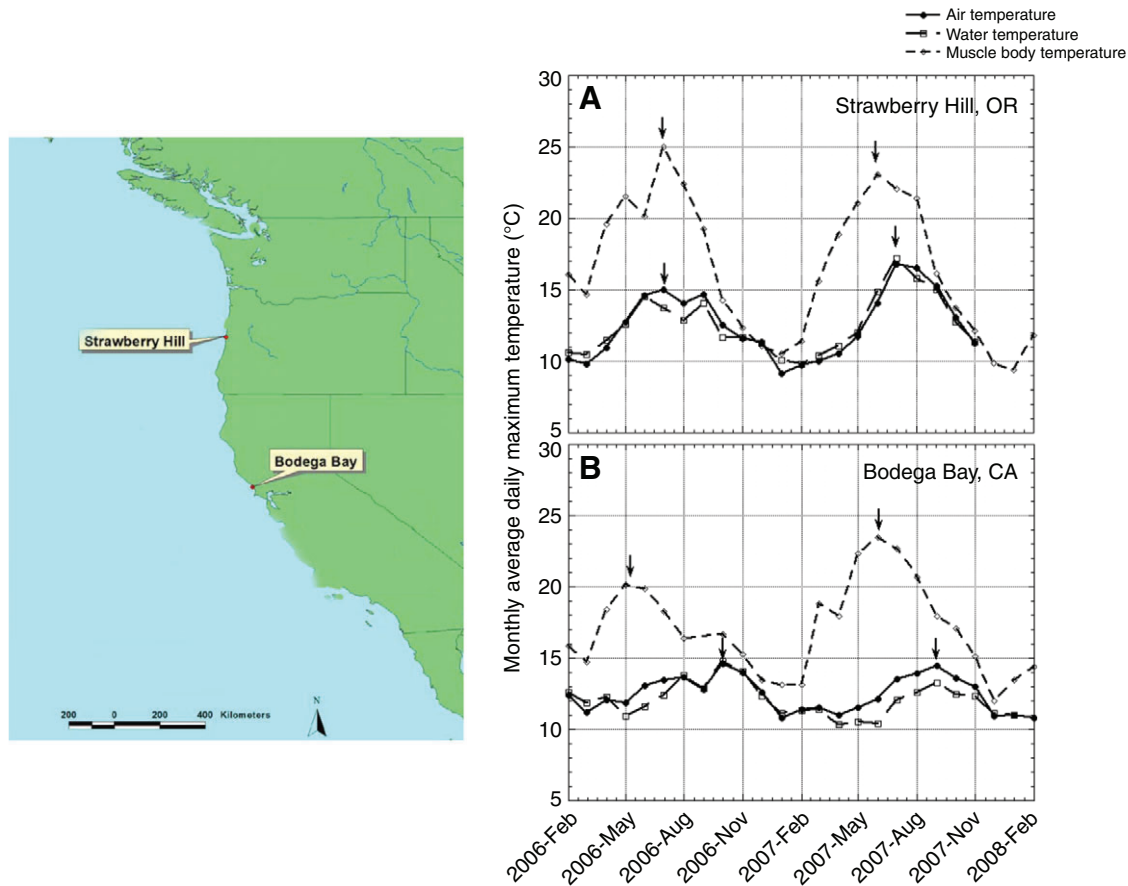 Air temperature
Water temperature
Muscle body temperature
Strawberry Hill
Bodega Bay
200 0 200 400 Kilometers
N
Monthly average daily maximum temperature (°C)
A
Strawberry Hill, OR
30
25
20
15
10
5
B
Bodega Bay, CA
30
25
20
15
10
5
2006-Feb
2006-May
2006-Aug
2006-Nov
2007-Feb
2007-May
2007-Aug
2007-Nov
2008-Feb